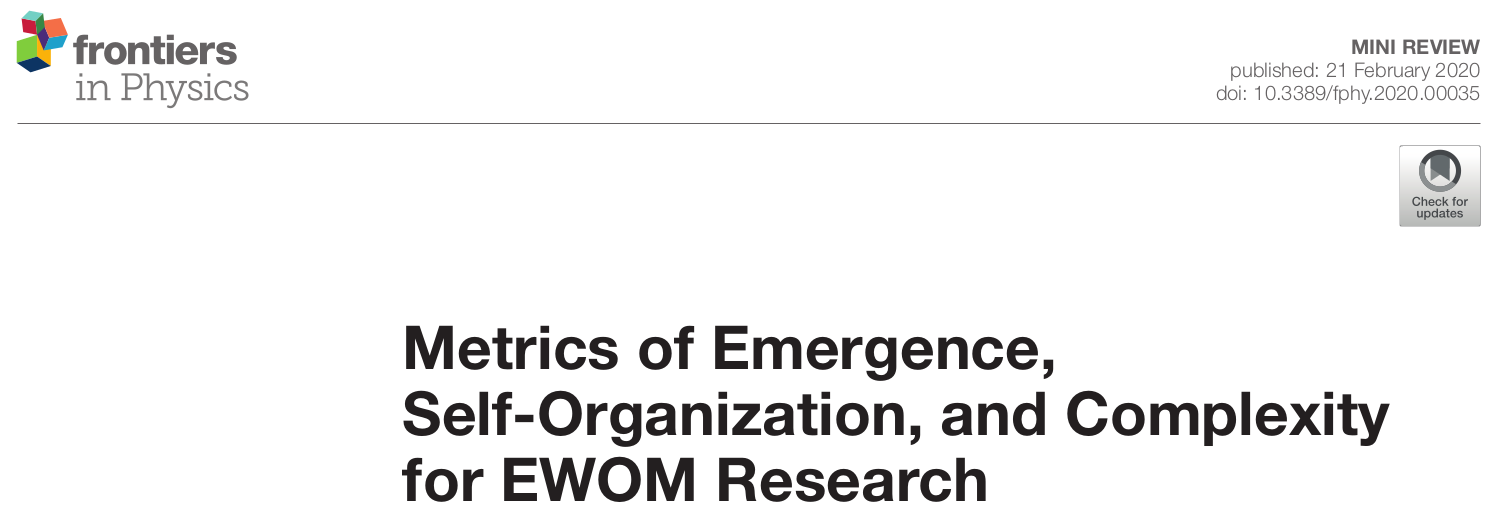 frontiers
in Physics
MINI REVIEW
published: 21 February 2020
doi: 10.3389/fphy.2020.00035
Check for
updates
Metrics of Emergence,
Self-Organization, and Complexity
for EWOM Research